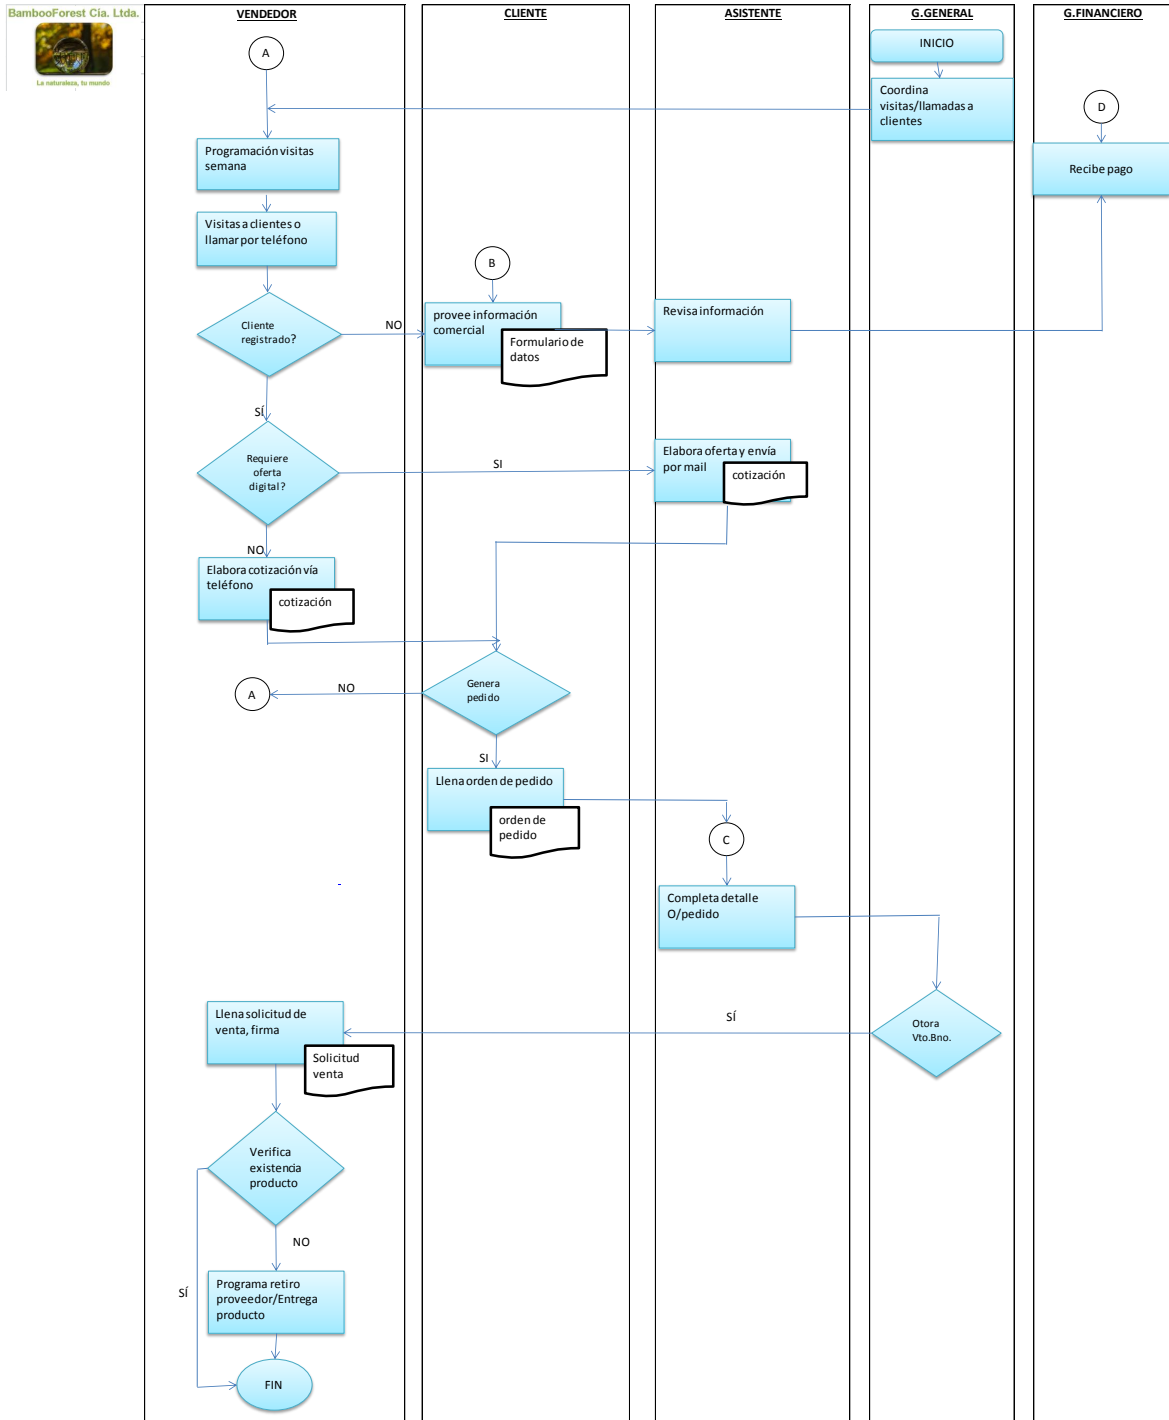 BambooForest Cía. Ltda.
La naturaleza, tu mundo
VENDEDOR
CLIENTE
ASISTENTE
G.GENERAL
G.FINANCIERO
INICIO
A
Coordina
visitas/llamadas a
clientes
D
Programación visitas
semana
Recibe pago
Visitas a clientes o
llamar por teléfono
B
Cliente
registrado?
NO
provee información
comercial
Formulario de
datos
Revisa información
SÍ
Requiere
oferta
digital?
SI
Elabora oferta y envía
por mail
cotización
NO
Elabora cotización vía
teléfono
cotización
Genera
pedido
NO
A
SI
Llena orden de pedido
orden de
pedido
C
Completa detalle
O/pedido
Otora
Vto.Bno.
SÍ
Llena solicitud de
venta, firma
Solicitud
venta
Verifica
existencia
producto
NO
SÍ
Programa retiro
proveedor/Entrega
producto
FIN